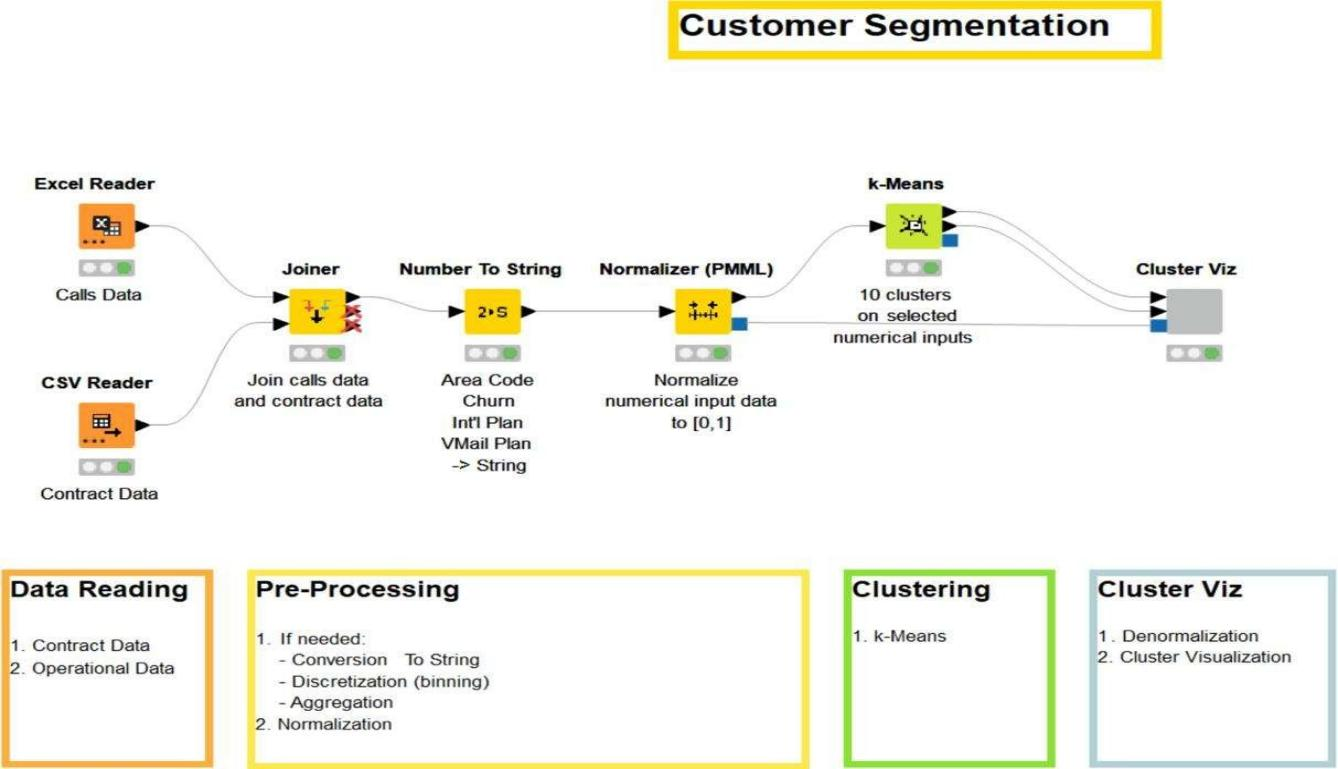 Customer Segmentation
Excel Reader
Calls Data
CSV Reader
Contract Data
Joiner
Join calls data
and contract data
Number To String
2▸S
Area Code
Churn
Int'l Plan
VMail Plan
-> String
Normalizer (PMML)
Normalize
numerical input data
to [0,1]
k-Means
10 clusters
on selected
numerical inputs
Cluster Viz
Data Reading
1. Contract Data
2. Operational Data
Pre-Processing
1. If needed:
- Conversion To String
- Discretization (binning)
- Aggregation
2. Normalization
Clustering
1. k-Means
Cluster Viz
1. Denormalization
2. Cluster Visualization